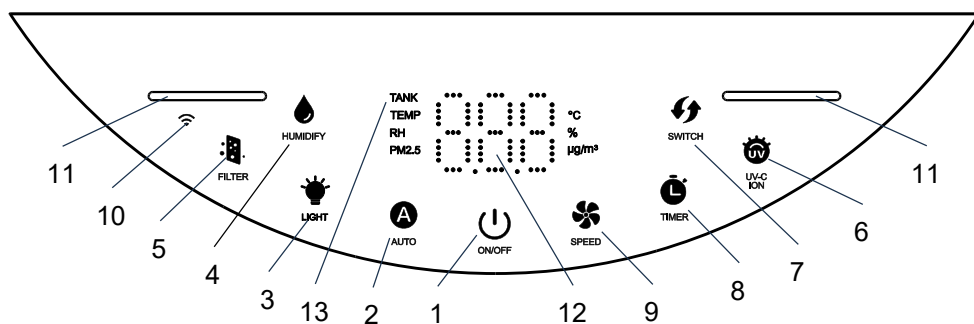 TANK
TEMP
RH
PM2.5
°C
%
µg/m³
HUMIDIFY
SWITCH
FILTER
UV
UV-C
ION
LIGHT
A
AUTO
ON/OFF
SPEED
TIMER
11
10
5
4
3
13
2
1
12
9
8
7
6
11